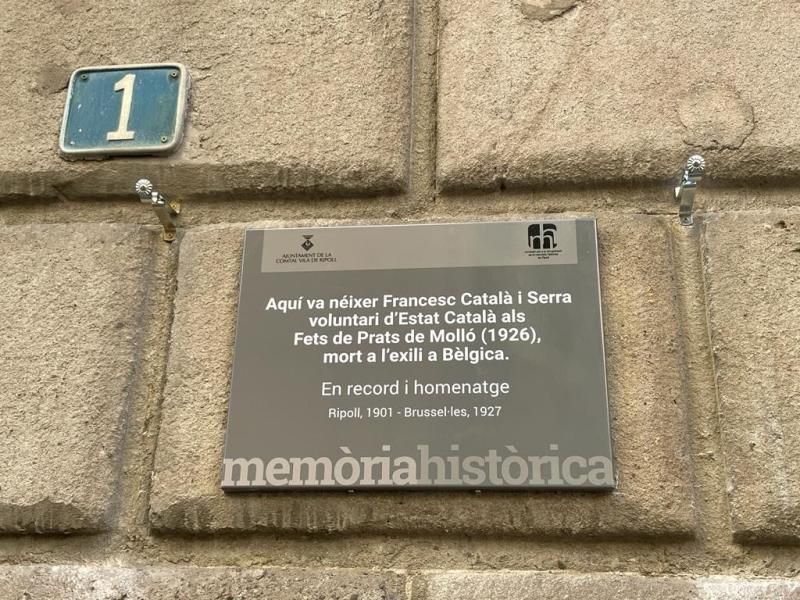 1
AJUNTAMENT DE LA
COMTAL VILA DE RIPOLL
Aquí va néixer Francesc Català i Serra
voluntari d'Estat Català als
Fets de Prats de Molló (1926),
mort a l'exili a Bèlgica.
En record i homenatge
Ripoll, 1901 - Brussel·les, 1927
memòriahistòrica